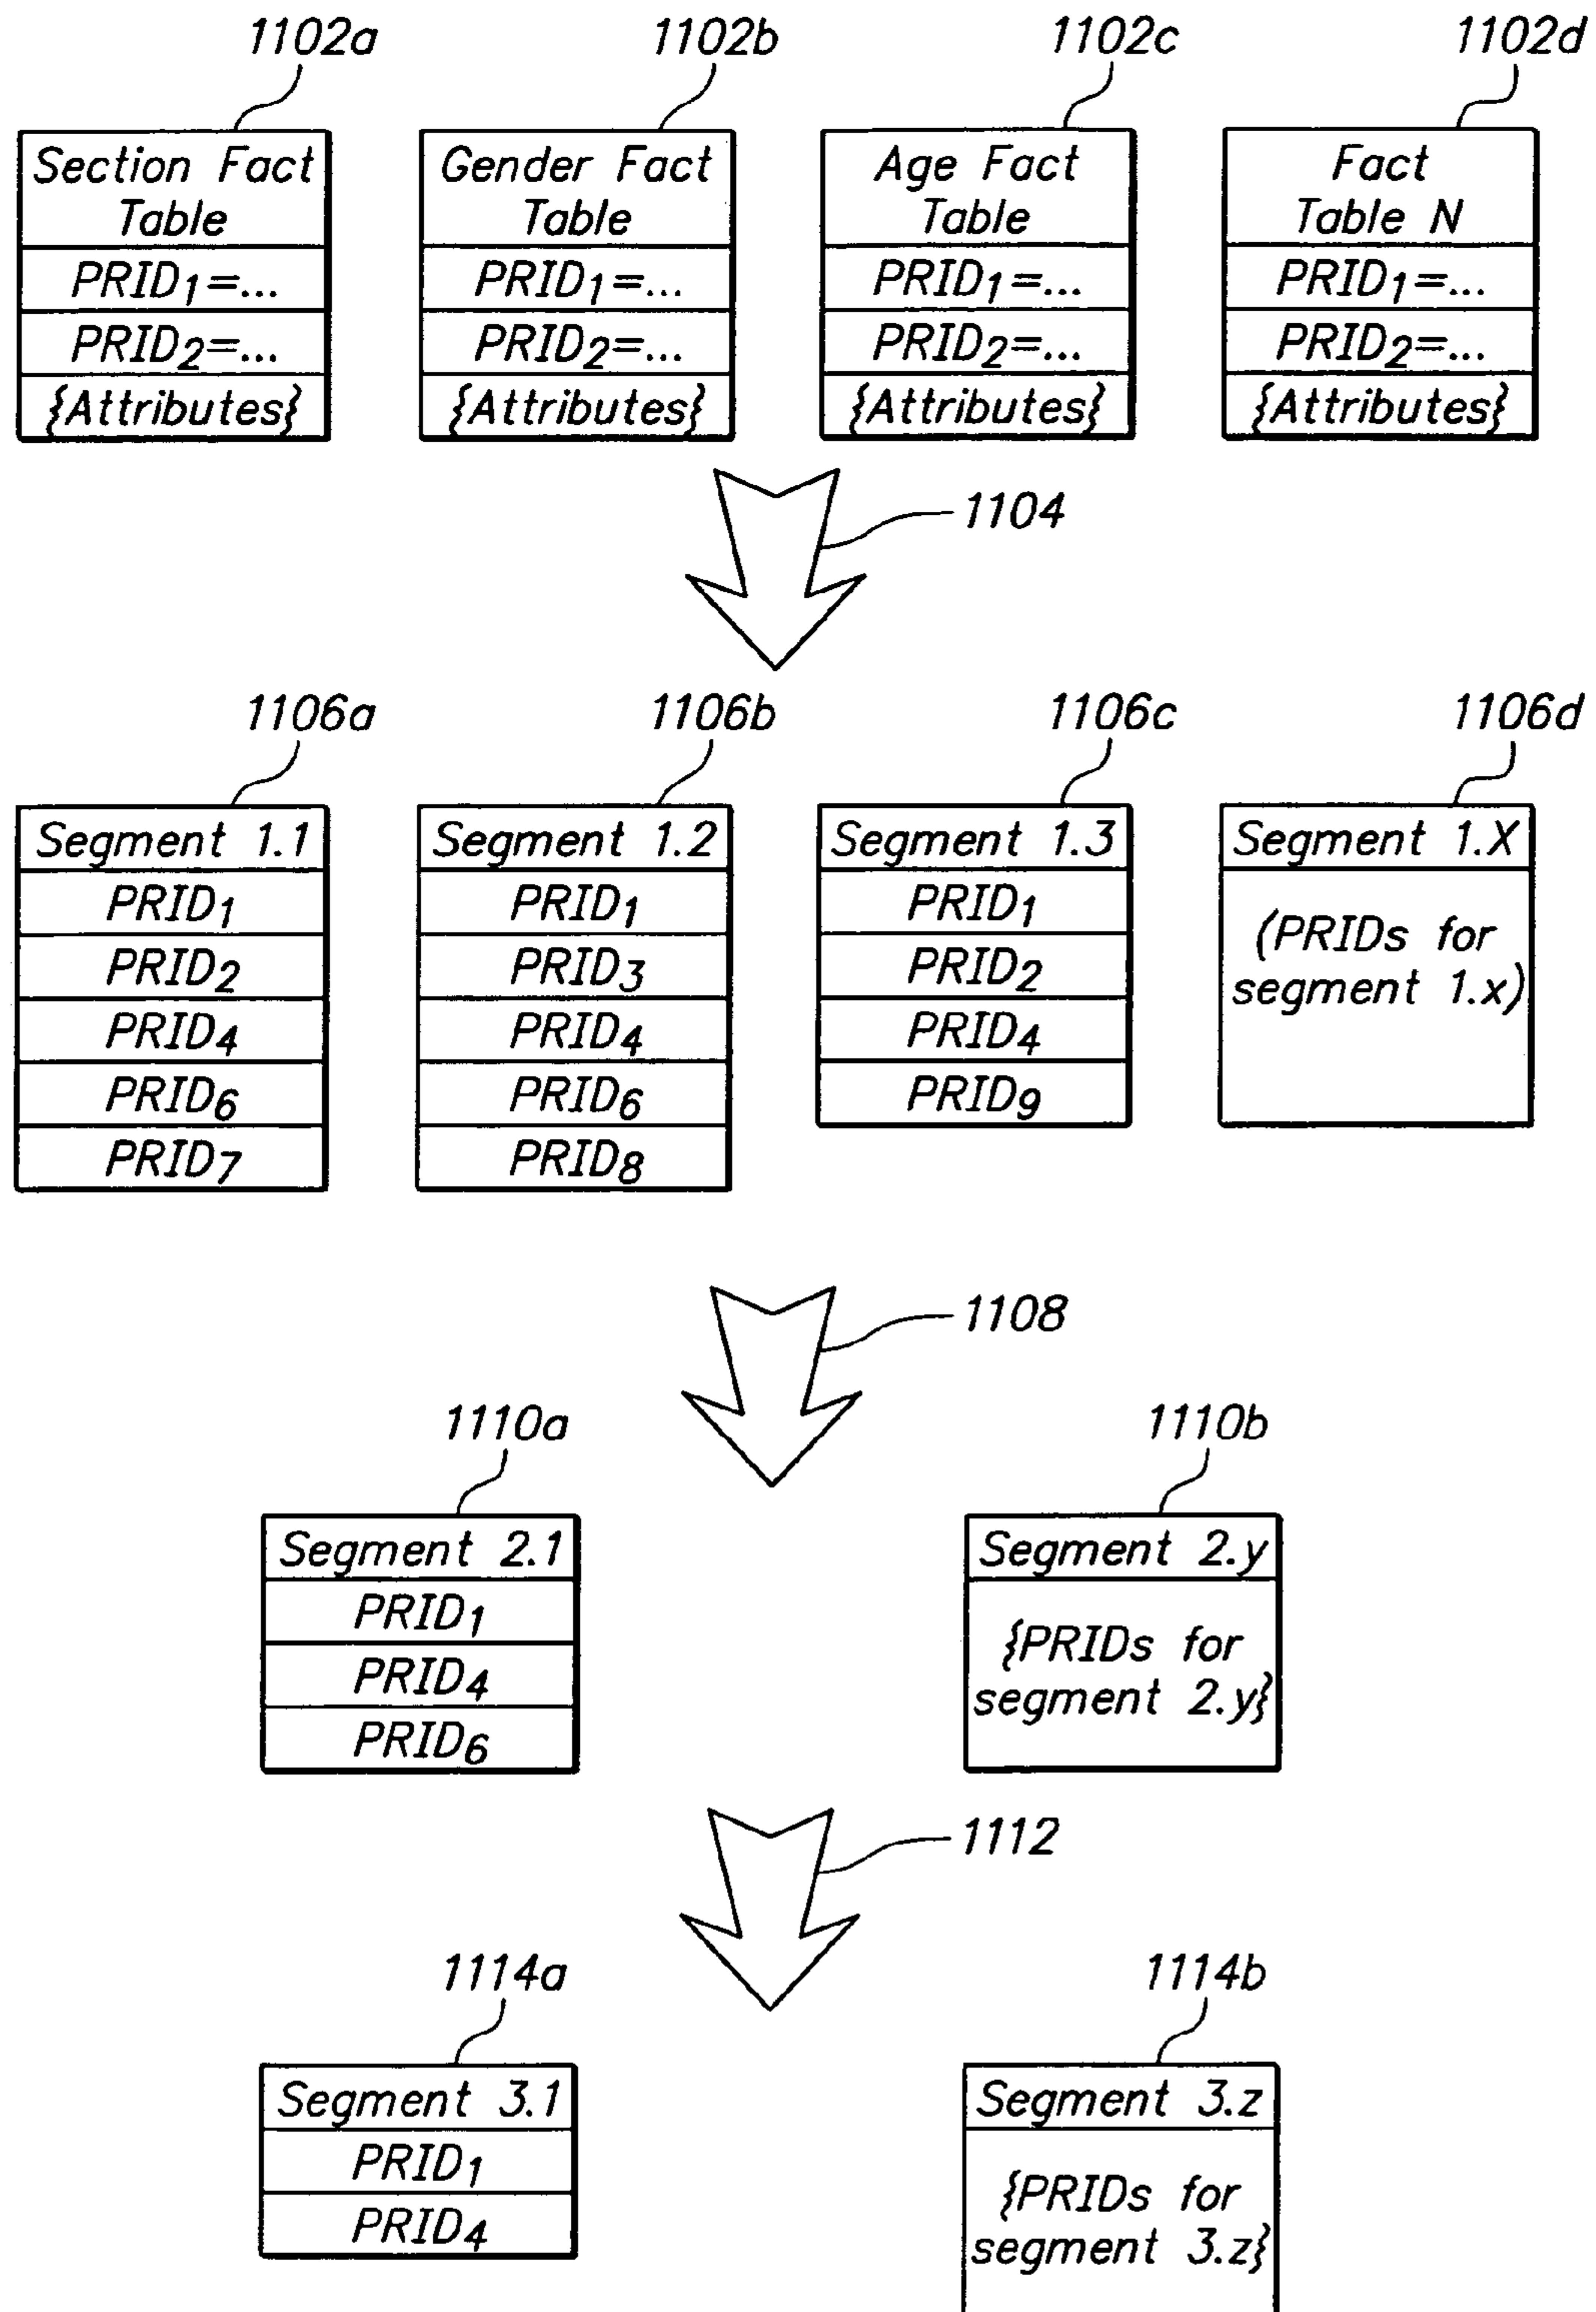 1102a
1102b
1102c
1102d
Section Fact
Table
PRID1=...
PRID2=...
{Attributes}
Gender Fact
Table
PRID1=...
PRID2=...
{Attributes}
Age Fact
Table
PRID1=...
PRID2=...
{Attributes}
Fact
Table N
PRID1=...
PRID2=...
{Attributes}
1104
1106a
1106b
1106c
1106d
Segment 1.1
PRID1
PRID2
PRID4
PRID6
PRID7
Segment 1.2
PRID1
PRID3
PRID4
PRID6
PRID8
Segment 1.3
PRID1
PRID2
PRID4
PRID9
Segment 1.X
(PRIDs for
segment 1.x)
1108
1110a
1110b
Segment 2.1
PRID1
PRID4
PRID6
Segment 2.y
{PRIDs for
segment 2.y}
1112
1114a
1114b
Segment 3.1
PRID1
PRID4
Segment 3.z
{PRIDs for
segment 3.z}